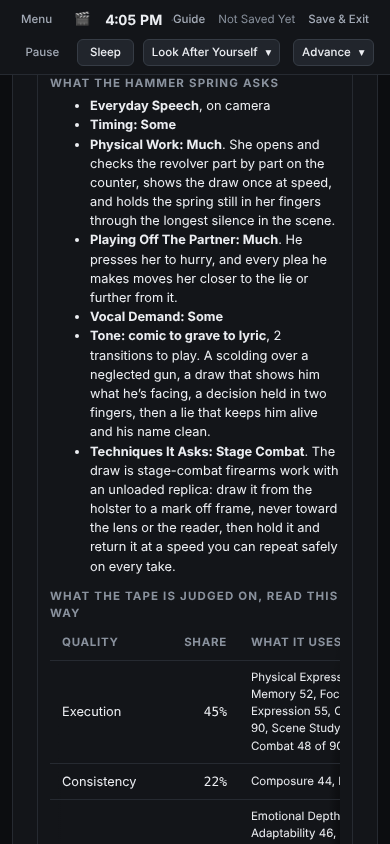 Menu 🎬 4:05 PM Guide Not Saved Yet Save & Exit
Pause Sleep Look After Yourself ▾ Advance ▾
WHAT THE HAMMER SPRING ASKS
• Everyday Speech, on camera
• Timing: Some
• Physical Work: Much. She opens and
checks the revolver part by part on the
counter, shows the draw once at speed,
and holds the spring still in her fingers
through the longest silence in the scene.
• Playing Off The Partner: Much. He
presses her to hurry, and every plea he
makes moves her closer to the lie or
further from it.
• Vocal Demand: Some
• Tone: comic to grave to lyric, 2
transitions to play. A scolding over a
neglected gun, a draw that shows him
what he’s facing, a decision held in two
fingers, then a lie that keeps him alive
and his name clean.
• Techniques It Asks: Stage Combat. The
draw is stage-combat firearms work with
an unloaded replica: draw it from the
holster to a mark off frame, never toward
the lens or the reader, then hold it and
return it at a speed you can repeat safely
on every take.
WHAT THE TAPE IS JUDGED ON, READ THIS
WAY
QUALITY SHARE WHAT IT USES
Physical Express
Memory 52, Foc
Execution 45% Expression 55, C
90, Scene Study
Combat 48 of 90
Consistency 22% Composure 44,
Emotional Depth
Adaptability 46,